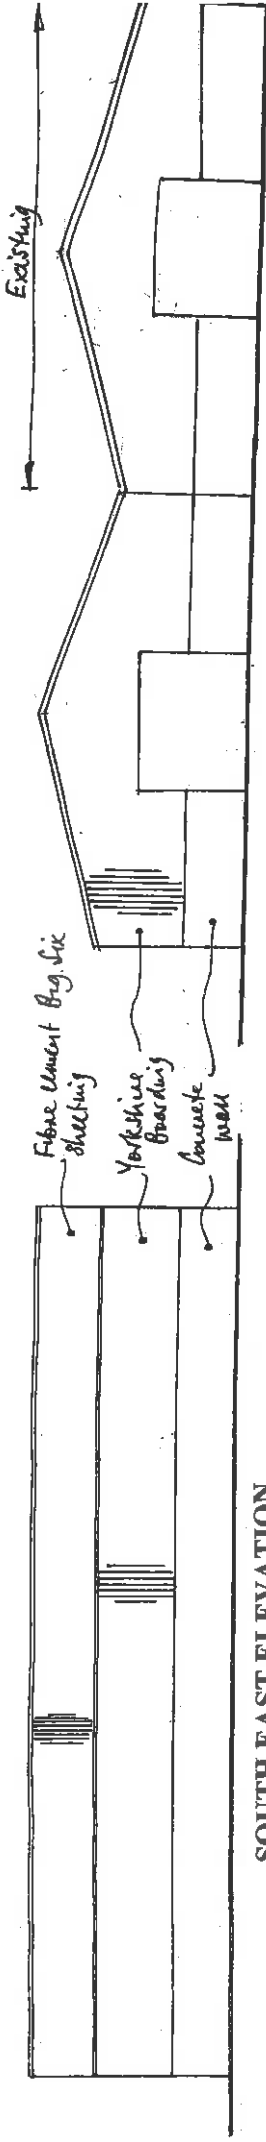 Existing
Fibre cement Big Six
sheeting
Yorkshire
Boarding
Concrete
wall
SOUTH EAST ELEVATION